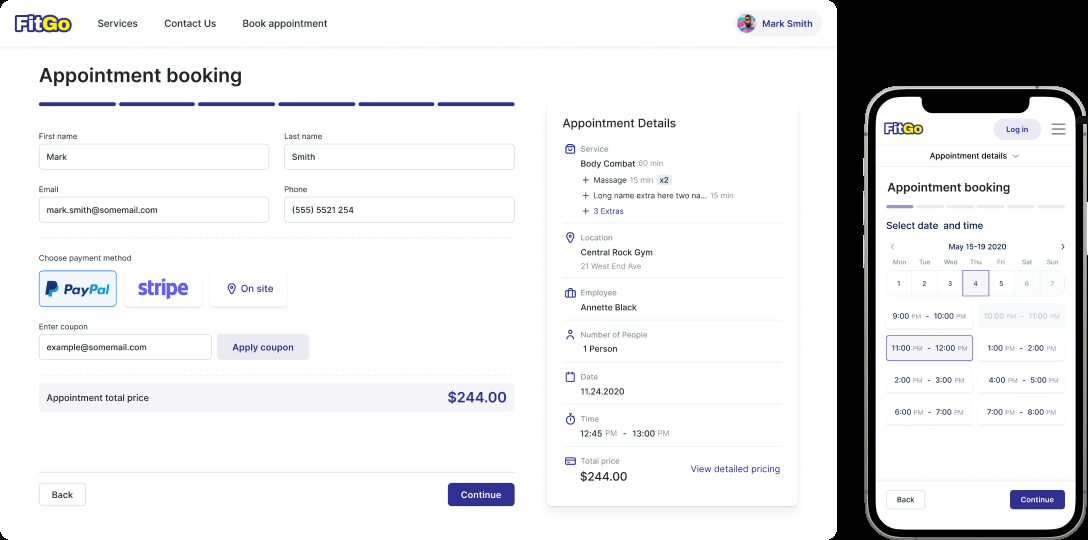 FitGo
Services
Contact Us
Book appointment
Mark Smith
Appointment booking
First name
Last name
Mark
Smith
Email
Phone
mark.smith@somemail.com
(555) 5521 254
Choose payment method
PayPal
stripe
On site
Enter coupon
example@somemail.com
Apply coupon
Appointment total price
$244.00
Back
Continue
Appointment Details
Service
Body Combat 60 min
+ Massage 15 min x2
+ Long name extra here two na... 15 min
+ 3 Extras
Location
Central Rock Gym
21 West End Ave
Employee
Annette Black
Number of People
1 Person
Date
11.24.2020
Time
12:45 PM - 13:00 PM
Total price
$244.00
View detailed pricing
FitGo
Log in
Appointment details
Appointment booking
Select date and time
May 15-19 2020
Mon Tue Wed Thu Fri Sat Sun
1 2 3 4 5 6 7
9:00 PM - 10:00 PM
10:00 PM - 11:00 PM
11:00 PM - 12:00 PM
1:00 PM - 2:00 PM
2:00 PM - 3:00 PM
4:00 PM - 5:00 PM
6:00 PM - 7:00 PM
7:00 PM - 8:00 PM
Back
Continue